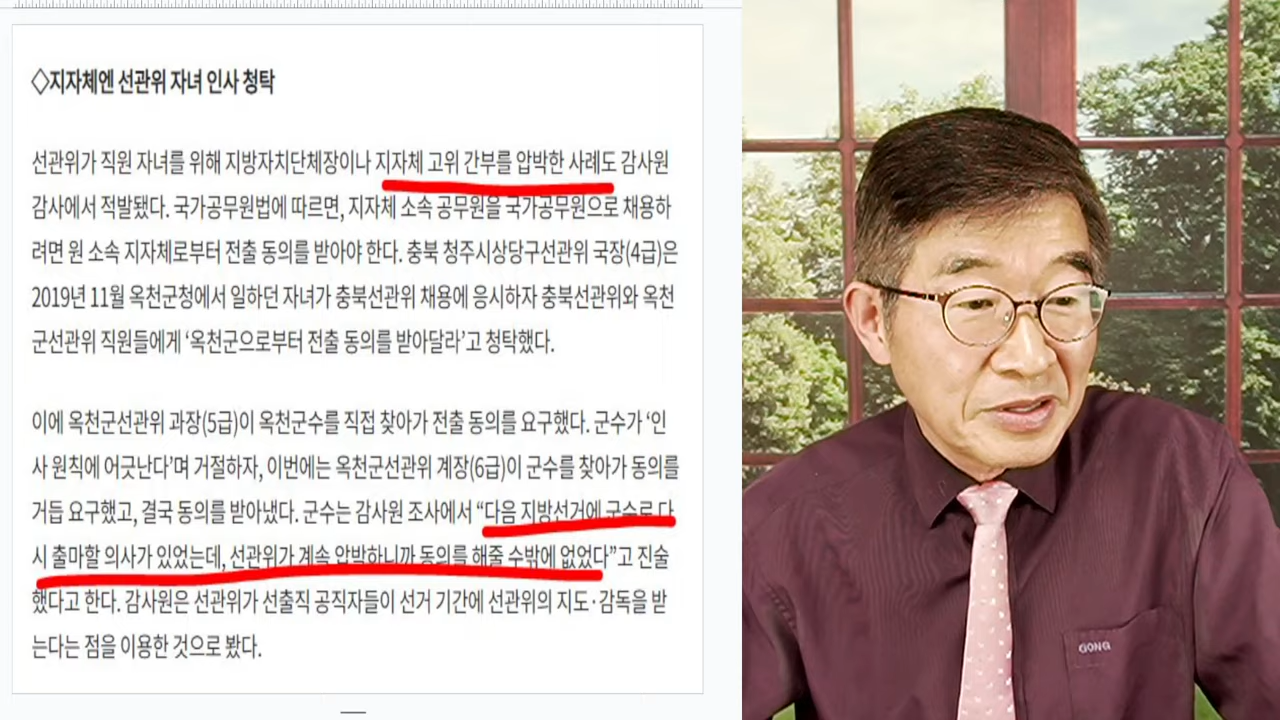 ◇지자체엔 선관위 자녀 인사 청탁
선관위가 직원 자녀를 위해 지방자치단체장이나 지자체 고위 간부를 압박한 사례도 감사원
감사에서 적발됐다. 국가공무원법에 따르면, 지자체 소속 공무원을 국가공무원으로 채용하
려면 원 소속 지자체로부터 전출 동의를 받아야 한다. 충북 청주시상당구선관위 국장(4급)은
2019년 11월 옥천군청에서 일하던 자녀가 충북선관위 채용에 응시하자 충북선관위와 옥천
군선관위 직원들에게 ‘옥천군으로부터 전출 동의를 받아달라’고 청탁했다.
이에 옥천군선관위 과장(5급)이 옥천군수를 직접 찾아가 전출 동의를 요구했다. 군수가 ‘인
사 원칙에 어긋난다’며 거절하자, 이번에는 옥천군선관위 계장(6급)이 군수를 찾아가 동의를
거듭 요구했고, 결국 동의를 받아냈다. 군수는 감사원 조사에서 “다음 지방선거에 군수로 다
시 출마할 의사가 있었는데, 선관위가 계속 압박하니까 동의를 해줄 수밖에 없었다”고 진술
했다고 한다. 감사원은 선관위가 선출직 공직자들이 선거 기간에 선관위의 지도·감독을 받
는다는 점을 이용한 것으로 봤다.
GONG